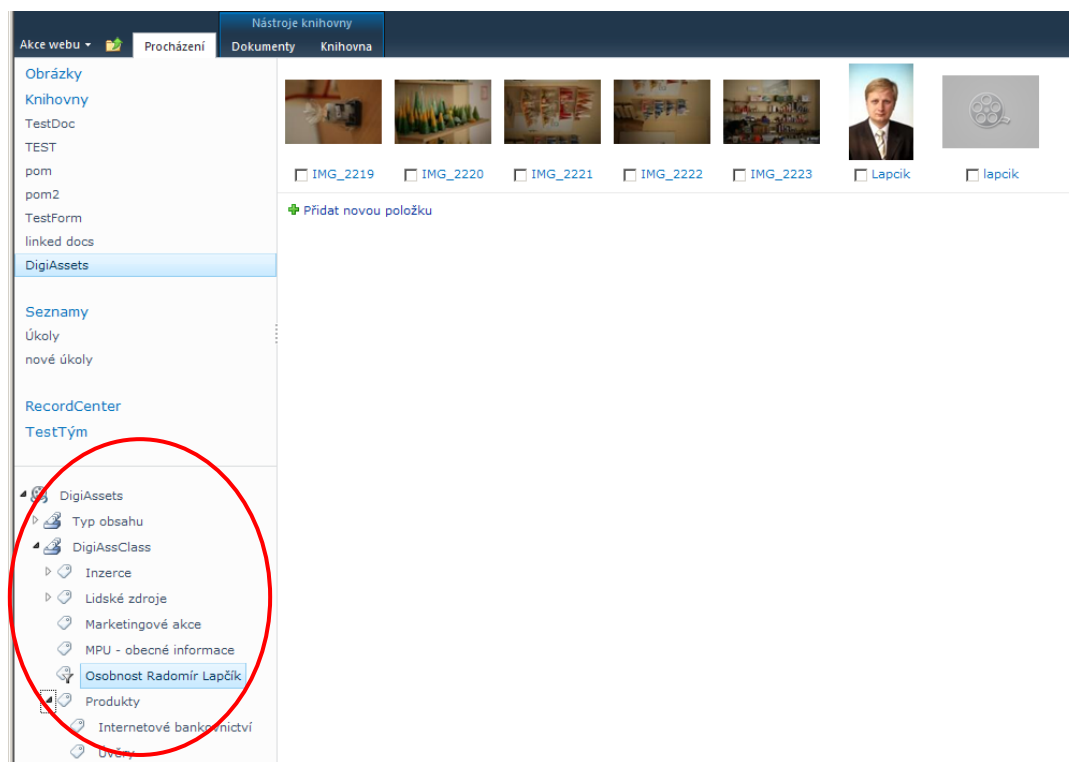 Nástroje knihovny
Akce webu Procházení Dokumenty Knihovna
Obrázky
Knihovny
TestDoc
TEST
pom
pom2
TestForm
linked docs
DigiAssets
Seznamy
Úkoly
nové úkoly
RecordCenter
TestTým
DigiAssets
Typ obsahu
DigiAssClass
Inzerce
Lidské zdroje
Marketingové akce
MPU - obecné informace
Osobnost Radomír Lapčík
Produkty
Internetové bankovnictví
Úvěry
IMG_2219 IMG_2220 IMG_2221 IMG_2222 IMG_2223 Lapcik lapcik
Přidat novou položku